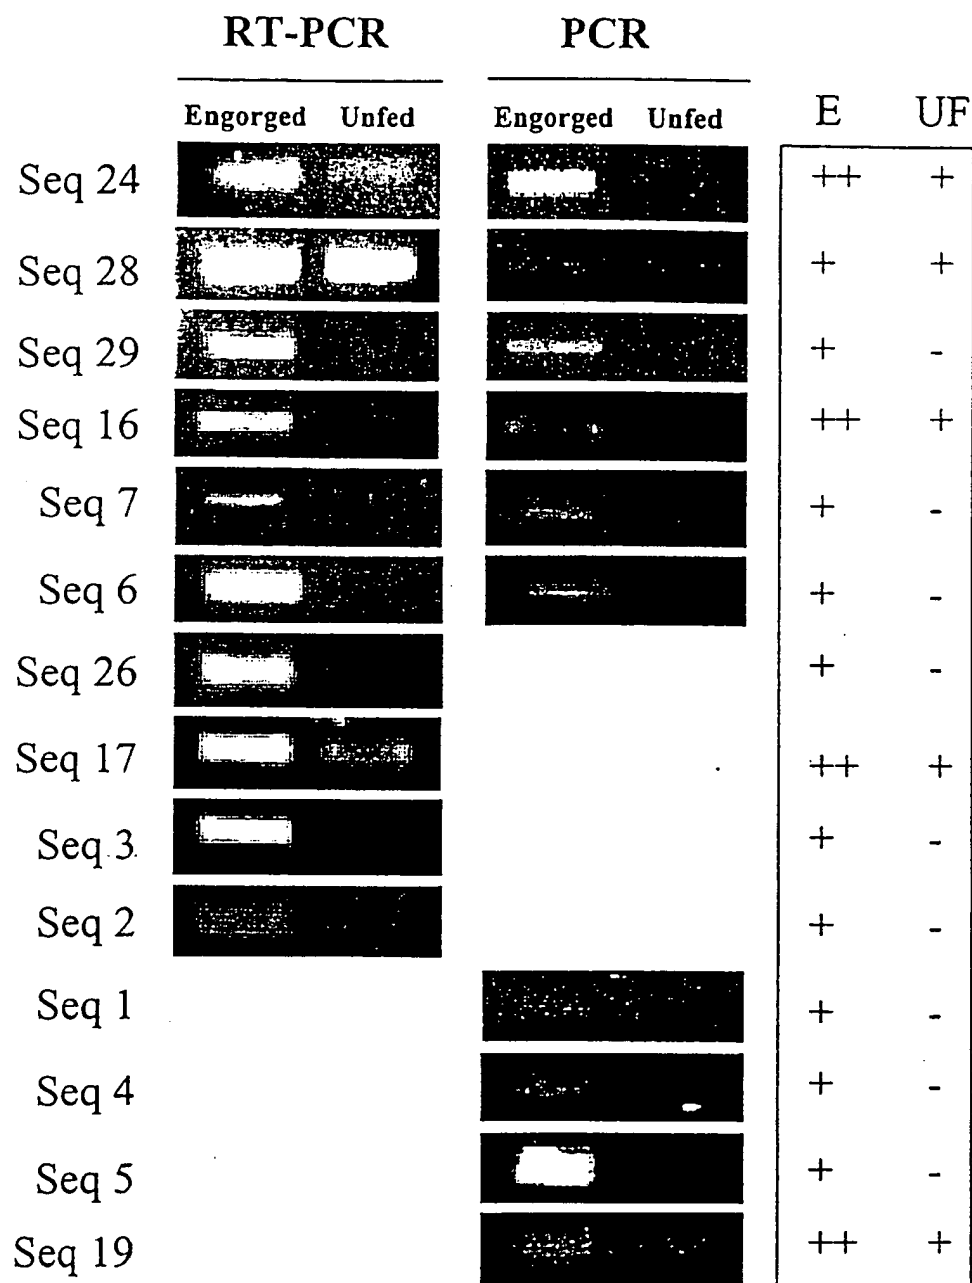 RT-PCR PCR
Engorged Unfed Engorged Unfed E UF
Seq 24 ++ +
Seq 28 + +
Seq 29 + -
Seq 16 ++ +
Seq 7 + -
Seq 6 + -
Seq 26 + -
Seq 17 ++ +
Seq 3 + -
Seq 2 + -
Seq 1 + -
Seq 4 + -
Seq 5 + -
Seq 19 ++ +